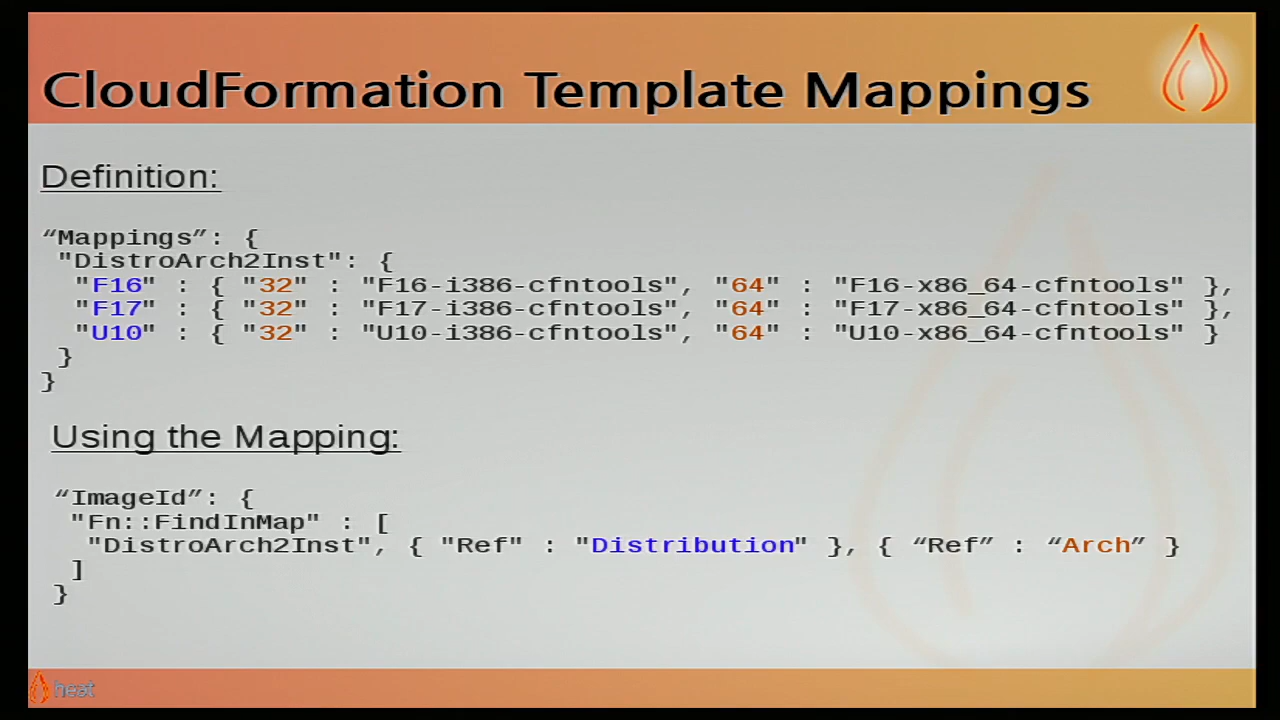 CloudFormation Template Mappings
Definition:
“Mappings”: {
"DistroArch2Inst": {
"F16" : { "32" : "F16-i386-cfntools", "64" : "F16-x86_64-cfntools" },
"F17" : { "32" : "F17-i386-cfntools", "64" : "F17-x86_64-cfntools" },
"U10" : { "32" : "U10-i386-cfntools", "64" : "U10-x86_64-cfntools" }
}
}
Using the Mapping:
“ImageId”: {
"Fn::FindInMap" : [
"DistroArch2Inst", { "Ref" : "Distribution" }, { “Ref” : “Arch” }
]
}
heat